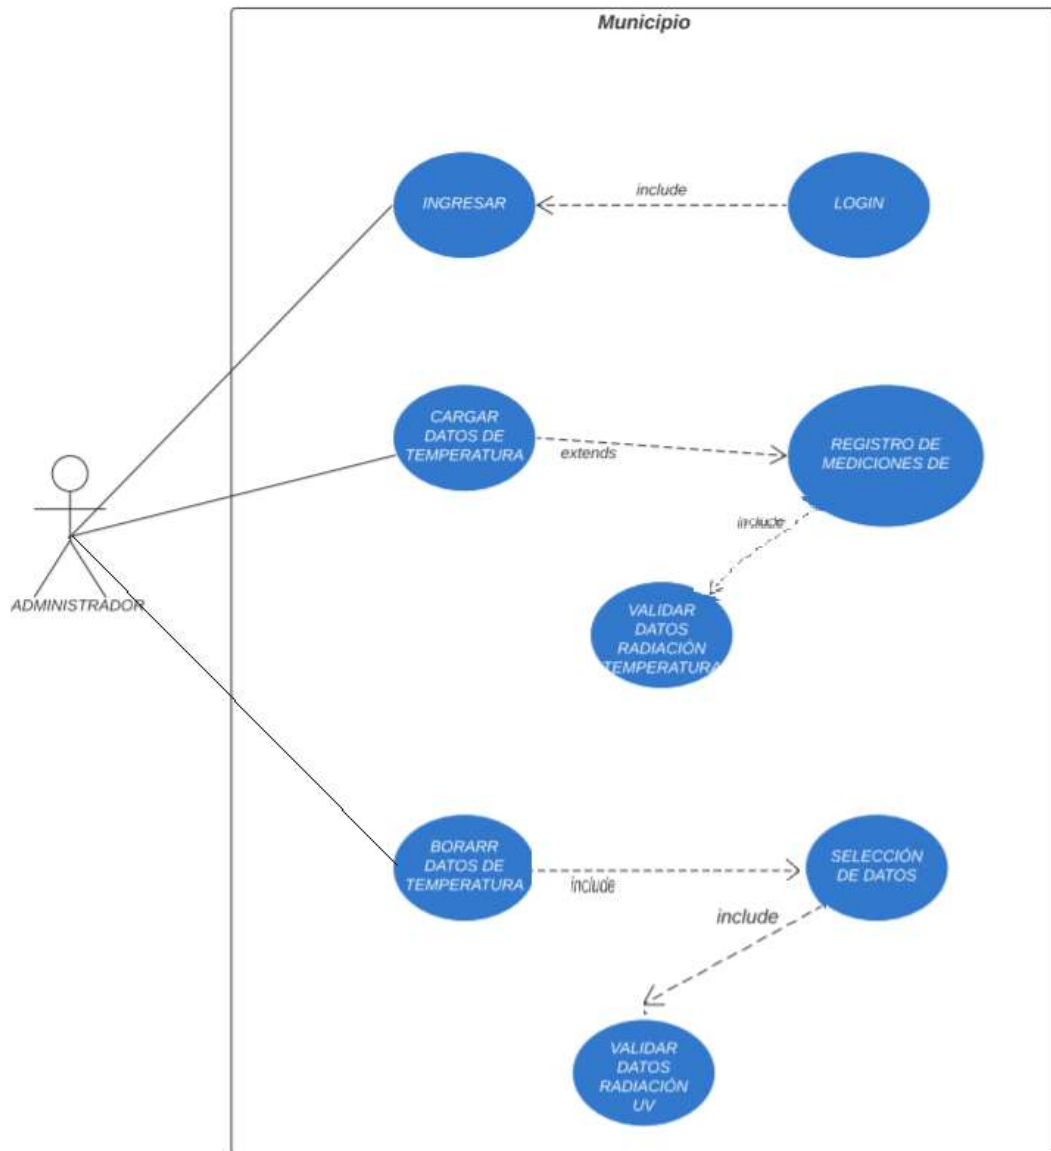 Municipio
INGRESAR
include
LOGIN
CARGAR
DATOS DE
TEMPERATURA
extends
REGISTRO DE
MEDICIONES DE
include
ADMINISTRADOR
VALIDAR
DATOS
RADIACIÓN
TEMPERATURA
BORARR
DATOS DE
TEMPERATURA
include
SELECCIÓN
DE DATOS
include
VALIDAR
DATOS
RADIACIÓN
UV